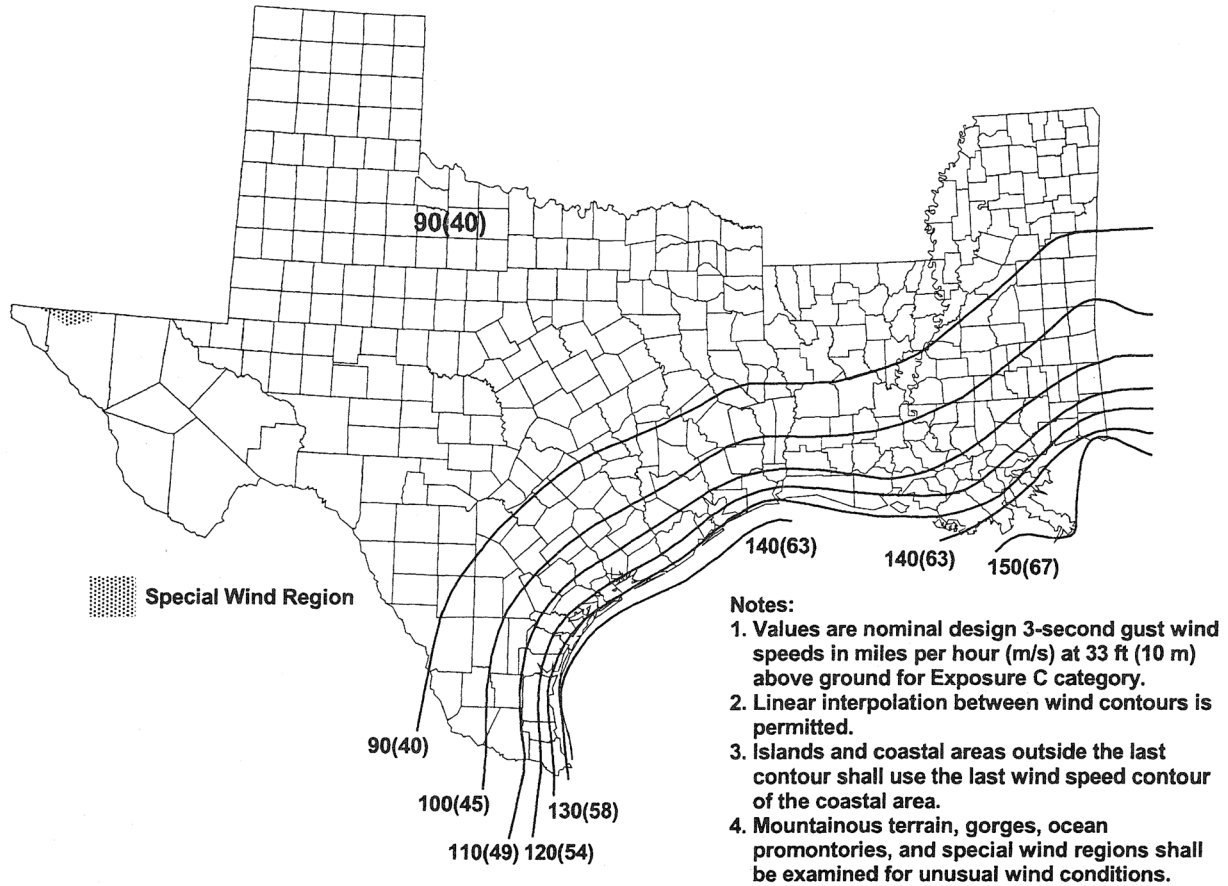 90(40)
140(63)
140(63)
150(67)
Special Wind Region
90(40)
100(45)
130(58)
110(49)
120(54)
Notes:
1. Values are nominal design 3-second gust wind
speeds in miles per hour (m/s) at 33 ft (10 m)
above ground for Exposure C category.
2. Linear interpolation between wind contours is
permitted.
3. Islands and coastal areas outside the last
contour shall use the last wind speed contour
of the coastal area.
4. Mountainous terrain, gorges, ocean
promontories, and special wind regions shall
be examined for unusual wind conditions.